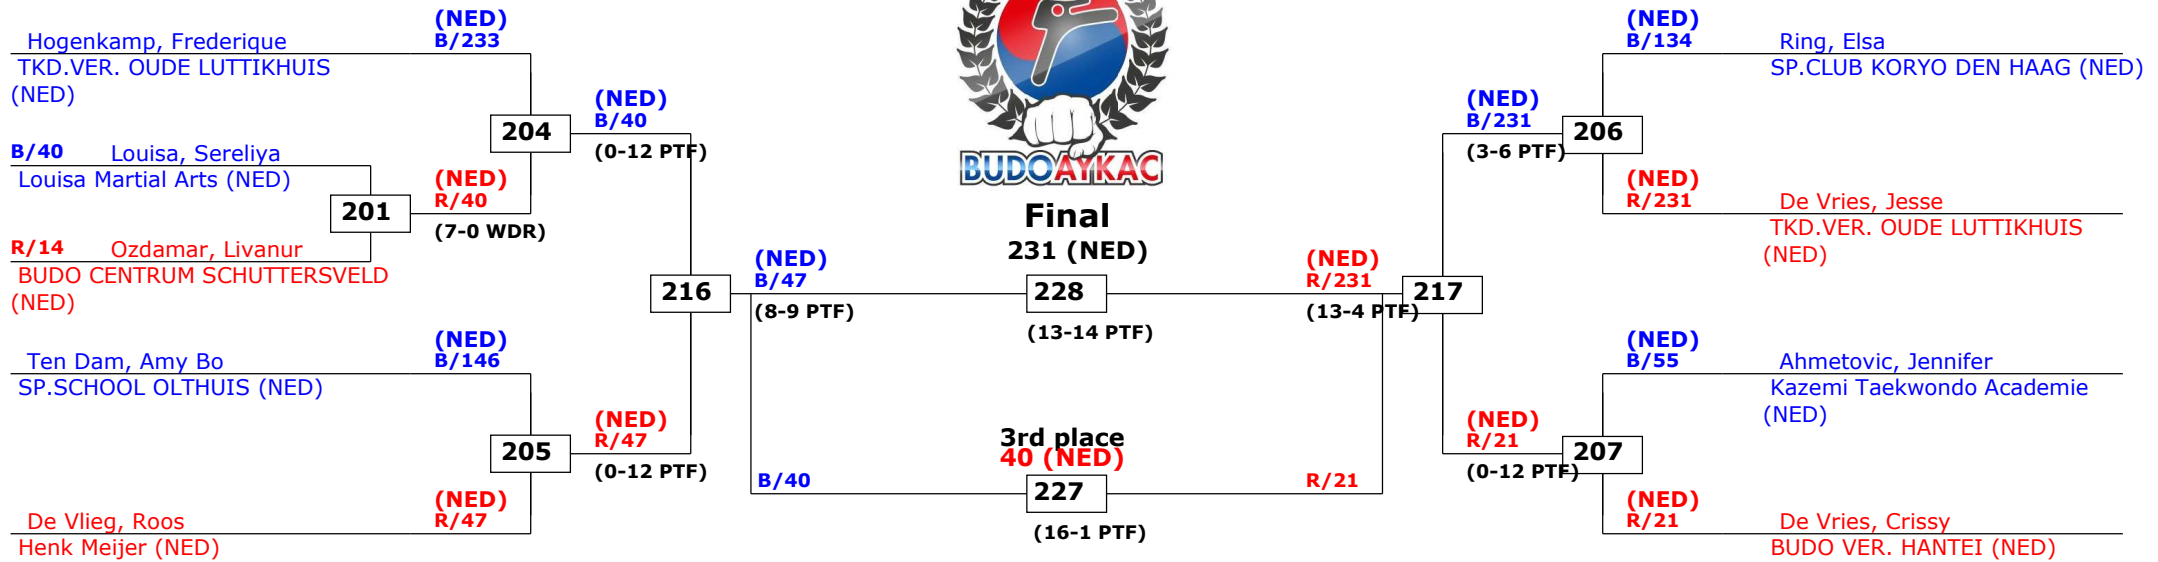 (NED)
B/233
Hogenkamp, Frederique
TKD.VER. OUDE LUTTIKHUIS
(NED)
B/40 Louisa, Sereliya
Louisa Martial Arts (NED)
201
R/14 Ozdamar, Livanur
BUDO CENTRUM SCHUTTERSVELD
(NED)
(NED)
R/40
(7-0 WDR)
204
(NED)
B/40
(0-12 PTF)
(NED)
B/146
Ten Dam, Amy Bo
SP.SCHOOL OLTHUIS (NED)
205
(NED)
R/47
(0-12 PTF)
(NED)
R/47
De Vlieg, Roos
Henk Meijer (NED)
216
(NED)
B/47
(8-9 PTF)
BUDOAYKAC
Final
231 (NED)
228
(13-14 PTF)
3rd place
40 (NED)
B/40
227
R/21
(16-1 PTF)
(NED)
R/231
(13-4 PTF)
217
(NED)
B/231
(3-6 PTF)
206
(NED)
B/134
Ring, Elsa
SP.CLUB KORYO DEN HAAG (NED)
(NED)
R/231
De Vries, Jesse
TKD.VER. OUDE LUTTIKHUIS
(NED)
(NED)
B/55
Ahmetovic, Jennifer
Kazemi Taekwondo Academie
(NED)
(NED)
R/21
(0-12 PTF)
207
(NED)
R/21
De Vries, Crissy
BUDO VER. HANTEI (NED)